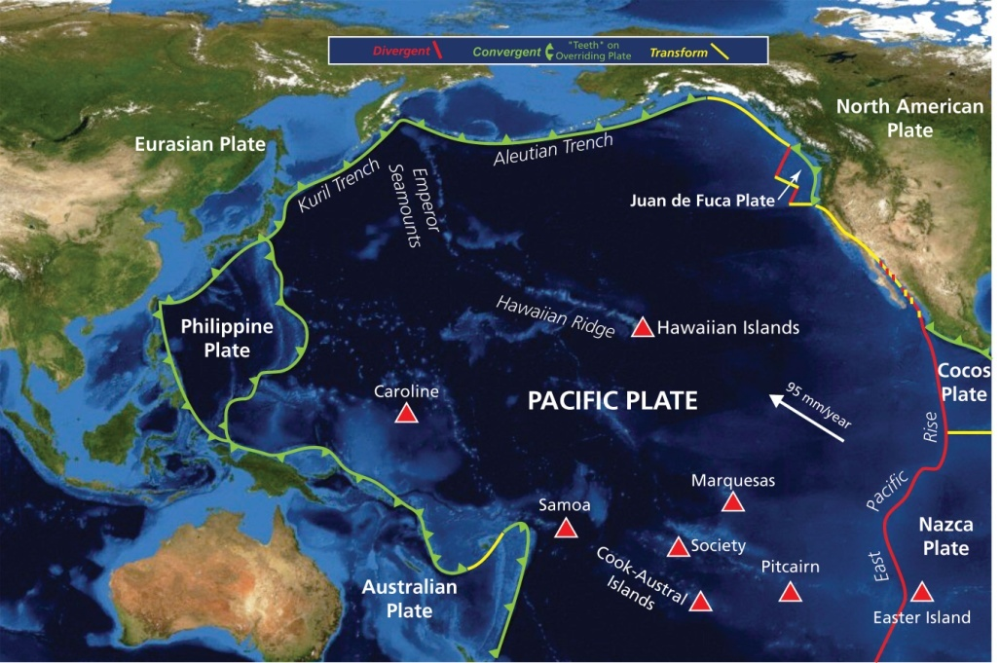 Divergent
Convergent
"Teeth" on
Overriding Plate
Transform
North American
Plate
Eurasian Plate
Aleutian Trench
Kuril Trench
Emperor
Seamounts
Juan de Fuca Plate
Philippine
Plate
Hawaiian Ridge
Hawaiian Islands
Cocos
Plate
Caroline
PACIFIC PLATE
95 mm/year
East Pacific Rise
Marquesas
Samoa
Nazca
Plate
Society
Cook-Austral
Islands
Pitcairn
Australian
Plate
Easter Island